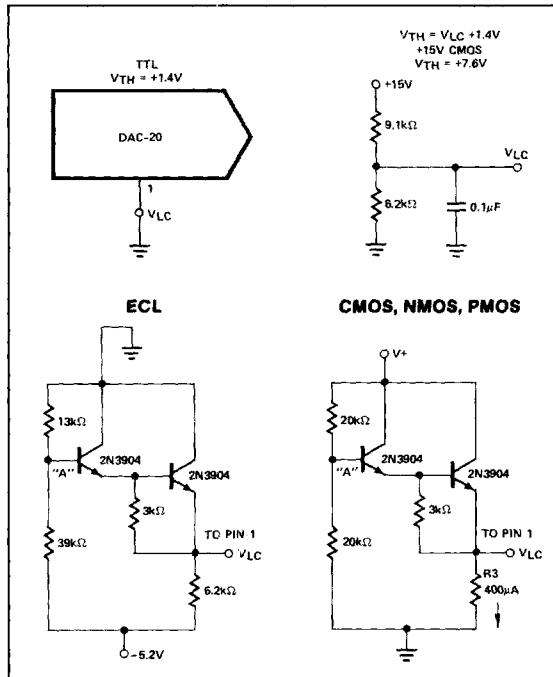 TTL
VTH = +1.4V
DAC-20
1
VLC
VTH = VLC +1.4V
+15V CMOS
VTH = +7.6V
+15V
9.1kΩ
VLC
6.2kΩ
0.1μF
ECL
13kΩ
"A"
2N3904
2N3904
3kΩ
39kΩ
TO PIN 1
VLC
6.2kΩ
-5.2V
CMOS, NMOS, PMOS
V+
20kΩ
"A"
2N3904
2N3904
3kΩ
20kΩ
TO PIN 1
VLC
R3
400μA